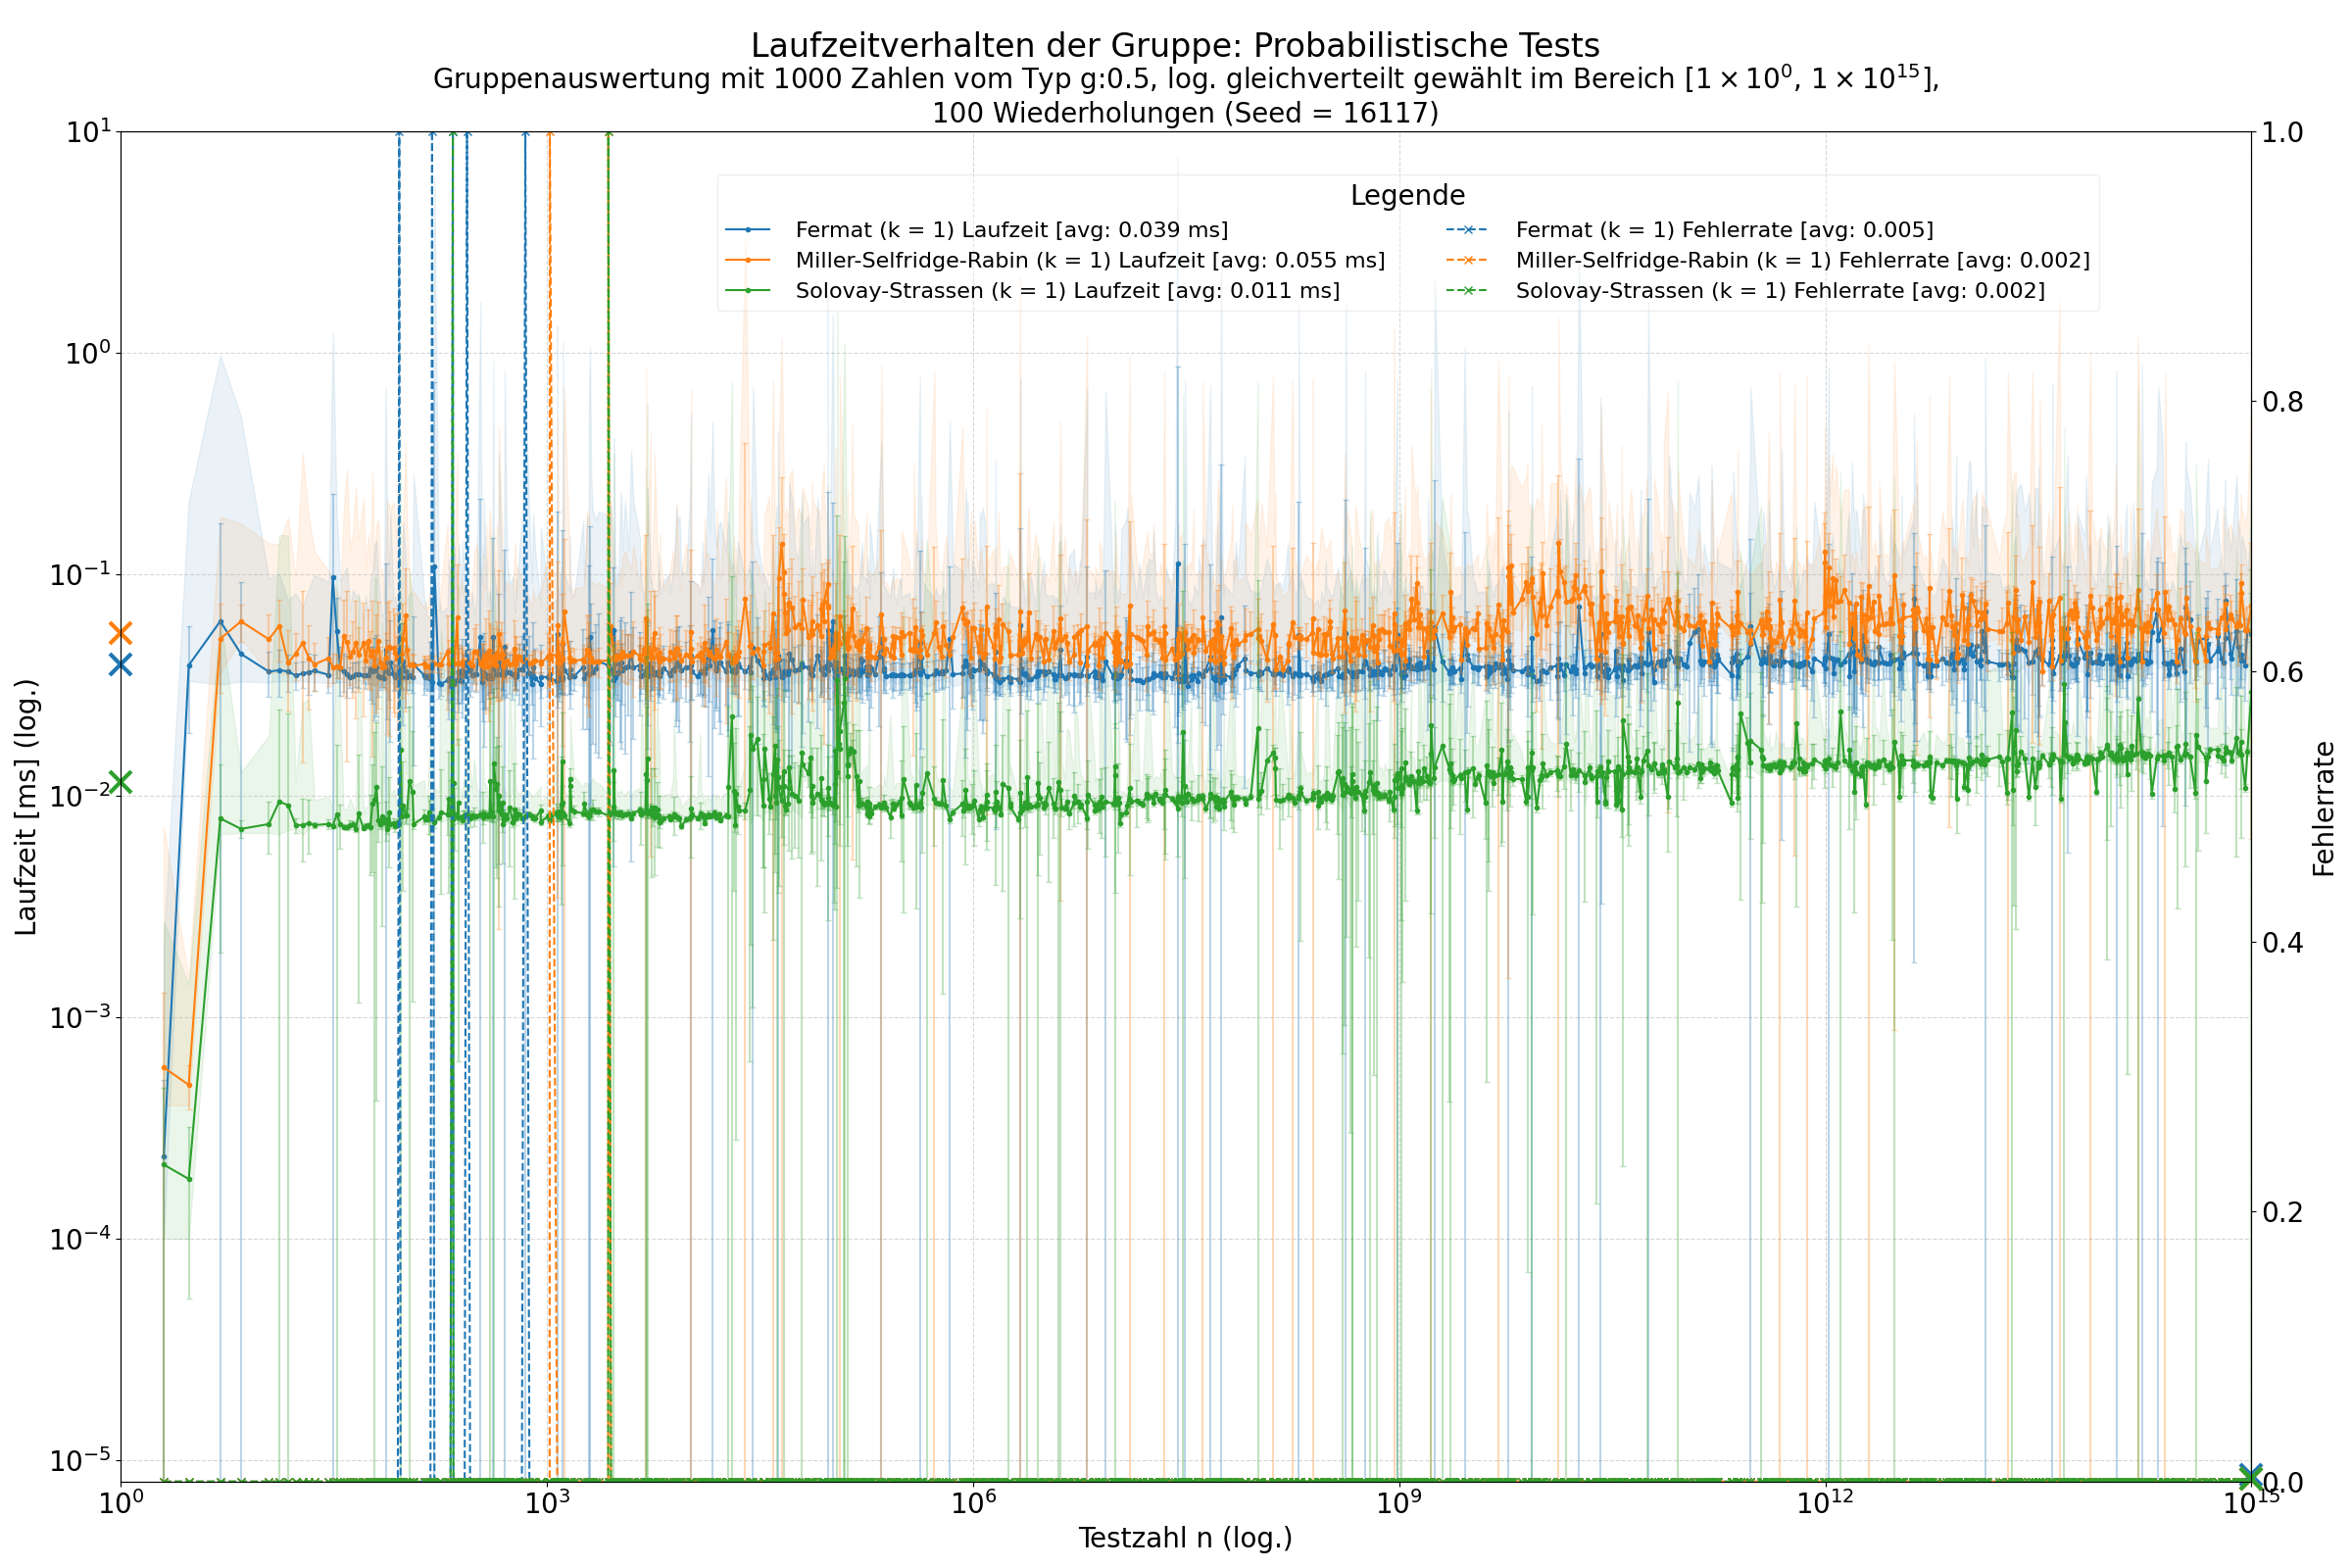 Laufzeitverhalten der Gruppe: Probabilistische Tests
Gruppenauswertung mit 1000 Zahlen vom Typ g:0.5, log. gleichverteilt gewählt im Bereich [1 × 10⁰, 1 × 10¹⁵],
100 Wiederholungen (Seed = 16117)
Legende
Fermat (k = 1) Laufzeit [avg: 0.039 ms]
Miller-Selfridge-Rabin (k = 1) Laufzeit [avg: 0.055 ms]
Solovay-Strassen (k = 1) Laufzeit [avg: 0.011 ms]
Fermat (k = 1) Fehlerrate [avg: 0.005]
Miller-Selfridge-Rabin (k = 1) Fehlerrate [avg: 0.002]
Solovay-Strassen (k = 1) Fehlerrate [avg: 0.002]
Laufzeit [ms] (log.)
10¹
10⁰
10⁻¹
10⁻²
10⁻³
10⁻⁴
10⁻⁵
Fehlerrate
1.0
0.8
0.6
0.4
0.2
0.0
10⁰
10³
10⁶
10⁹
10¹²
10¹⁵
Testzahl n (log.)